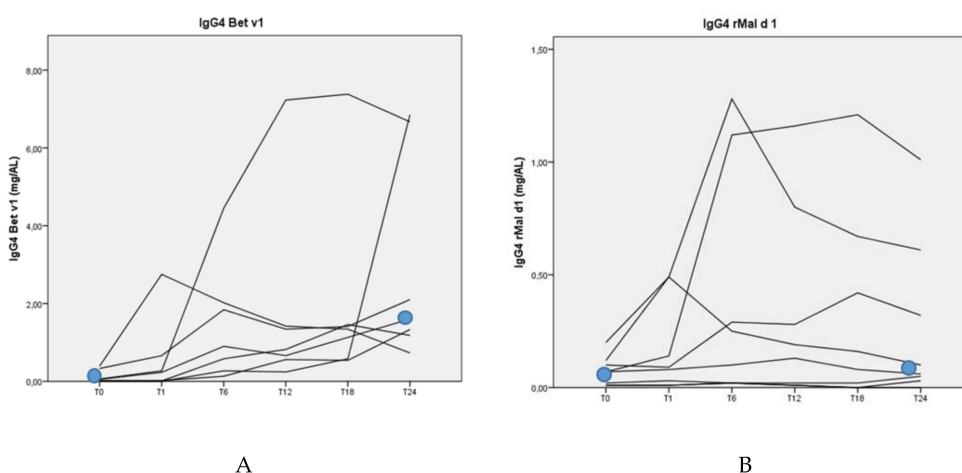 IgG4 Bet v1
IgG4 Bet v1 (mg/AL)
8,00
6,00
4,00
2,00
0,00
T0 T1 T6 T12 T18 T24
A
IgG4 rMal d 1
IgG4 rMal d1 (mg/AL)
1,50
1,00
0,50
0,00
T0 T1 T6 T12 T18 T24
B